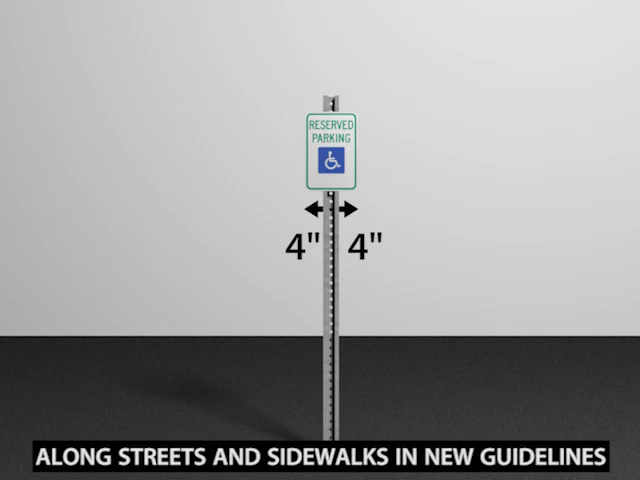 RESERVED
PARKING
4" 4"
ALONG STREETS AND SIDEWALKS IN NEW GUIDELINES